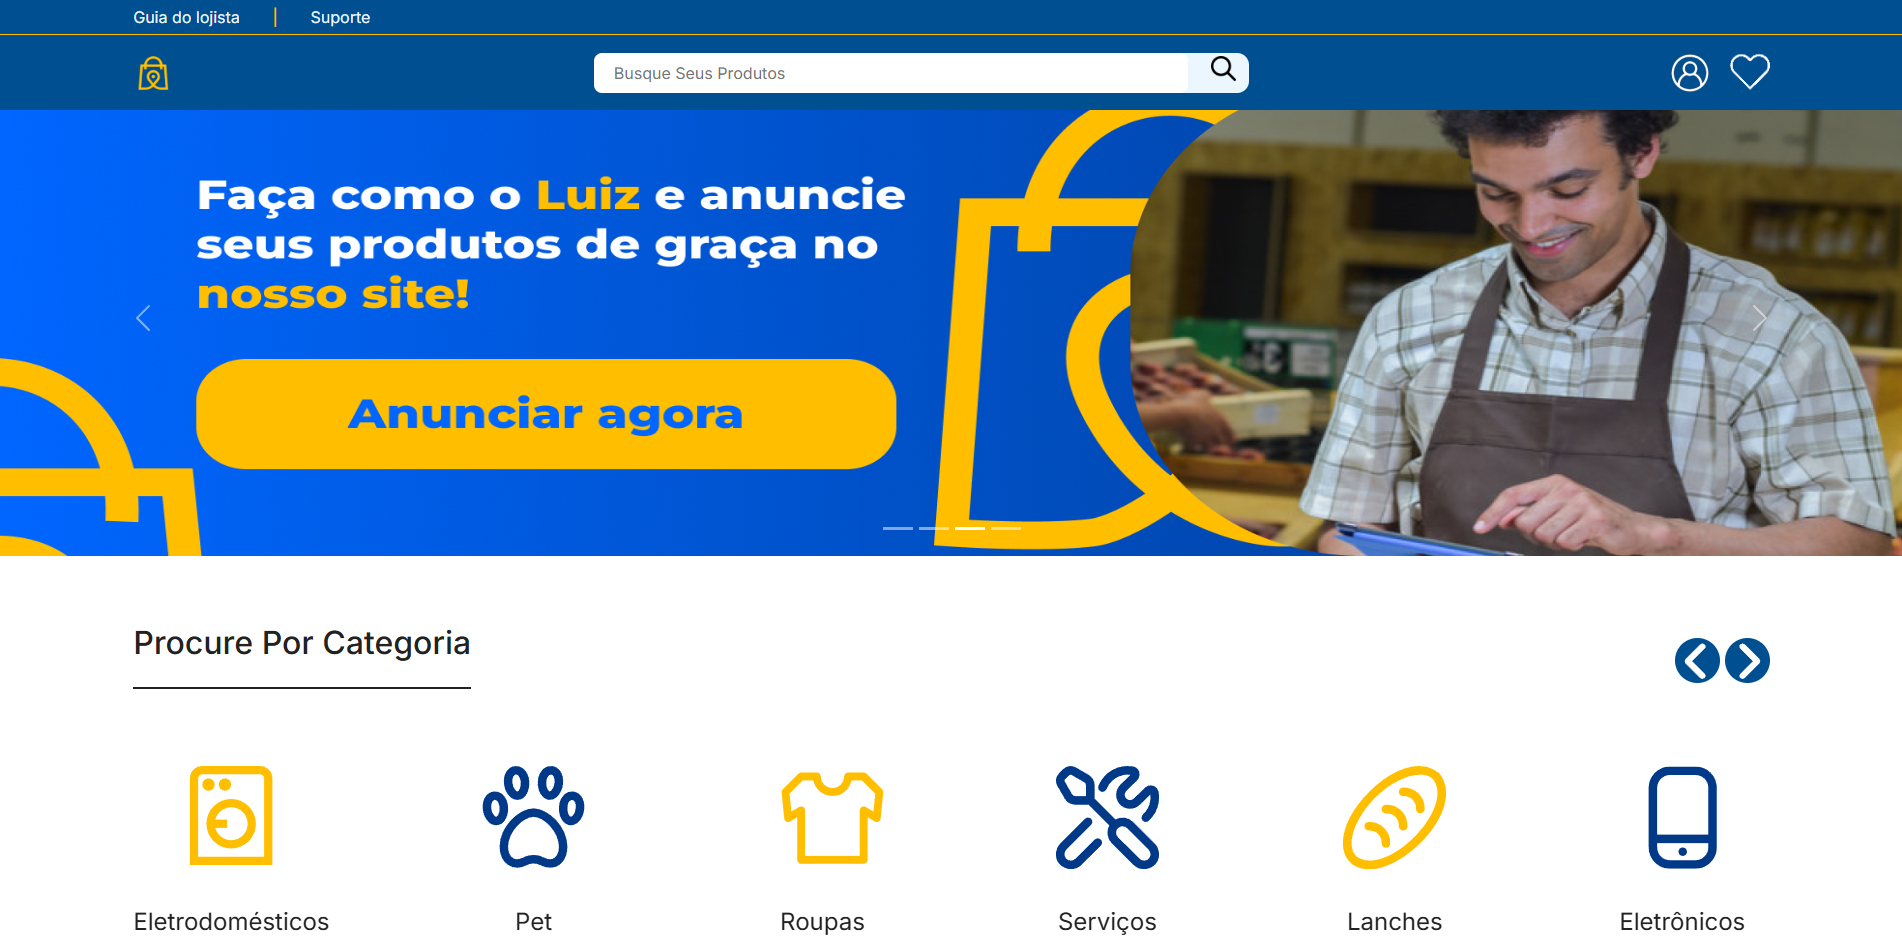 Guia do lojista | Suporte
Busque Seus Produtos
Faça como o Luiz e anuncie
seus produtos de graça no
nosso site!
Anunciar agora
Procure Por Categoria
Eletrodomésticos
Pet
Roupas
Serviços
Lanches
Eletrônicos